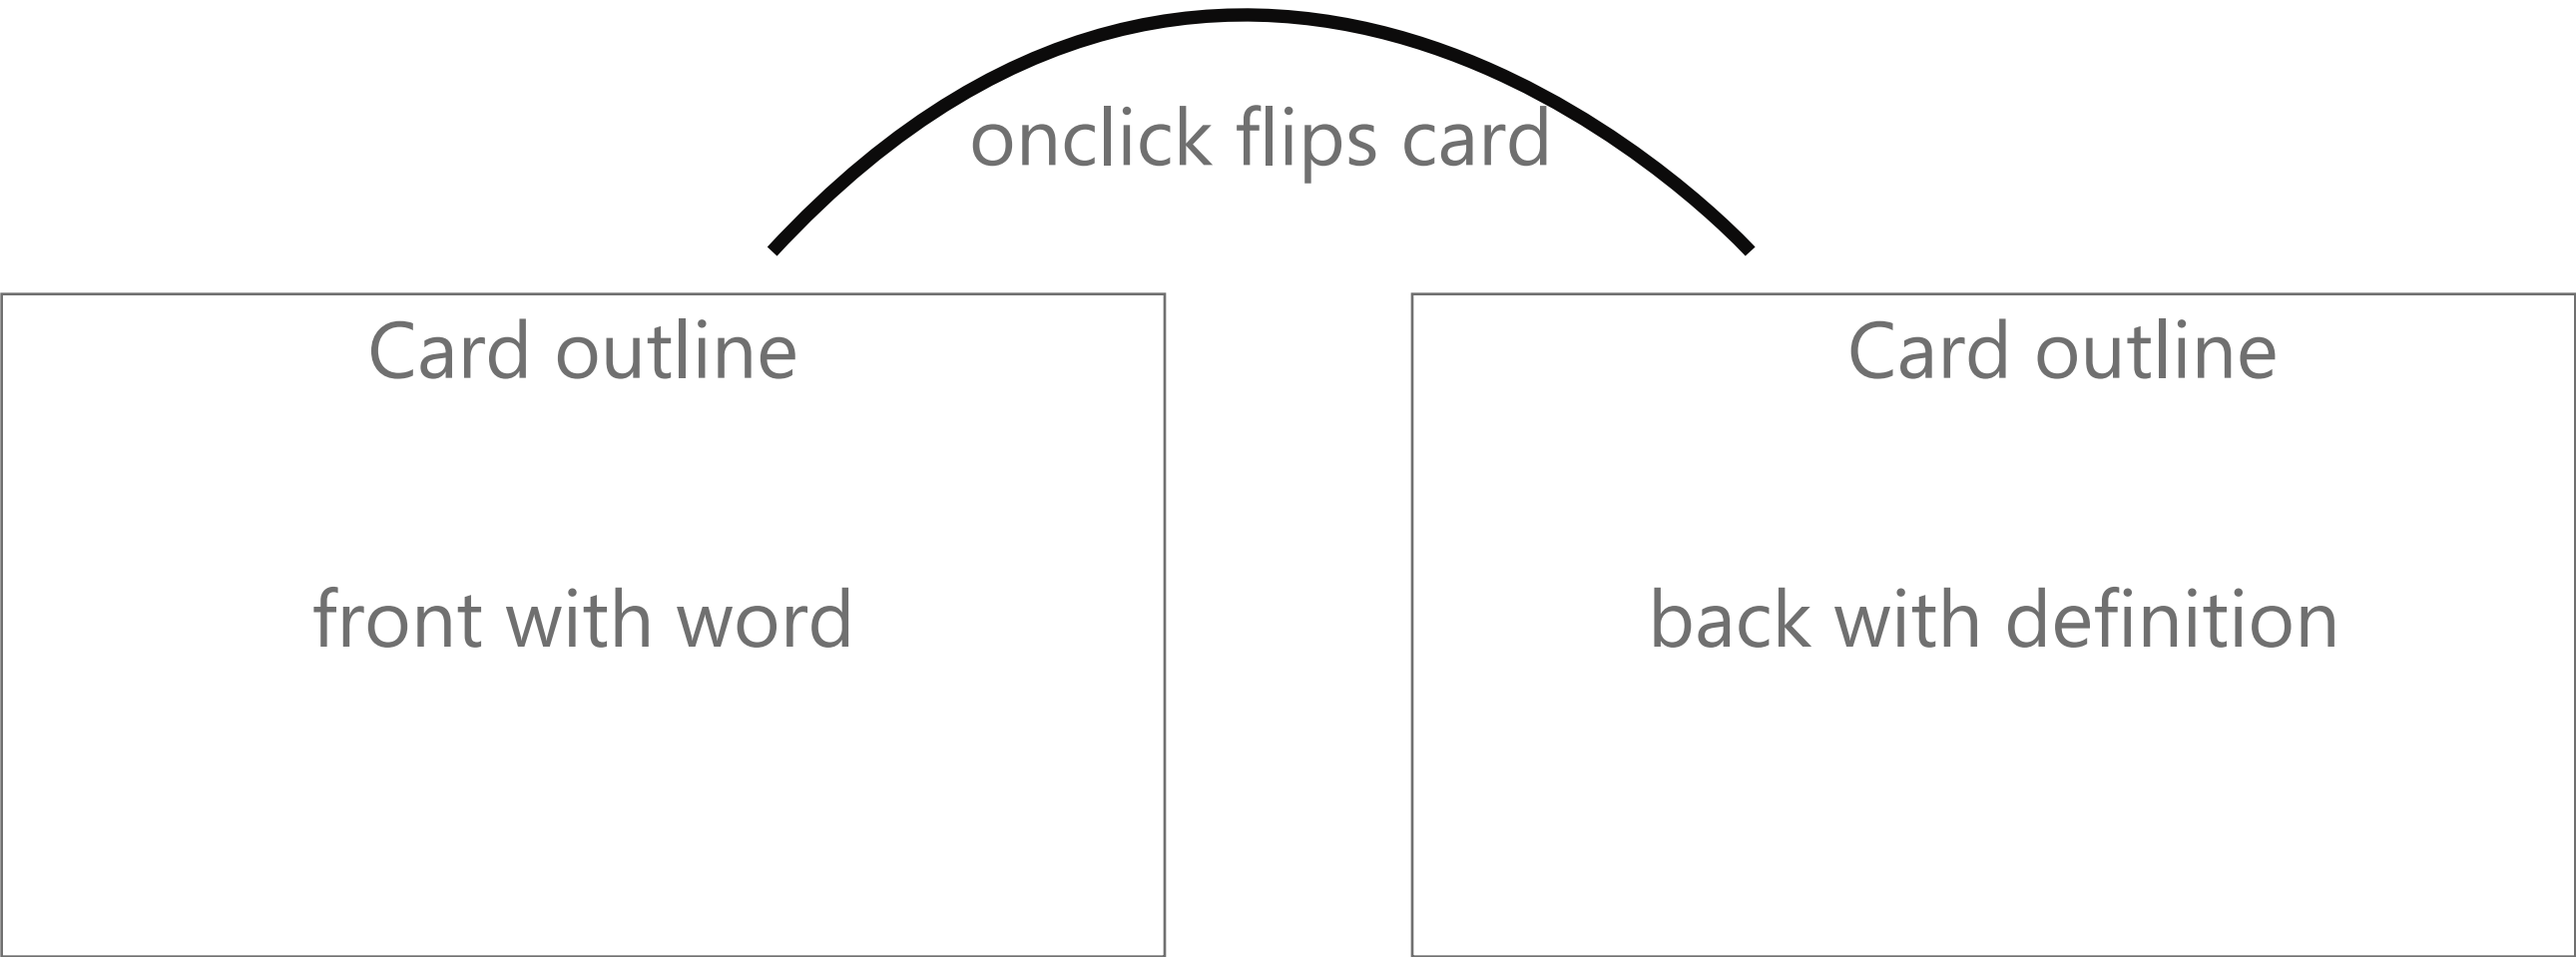 onclick flips card
Card outline
front with word
Card outline
back with definition